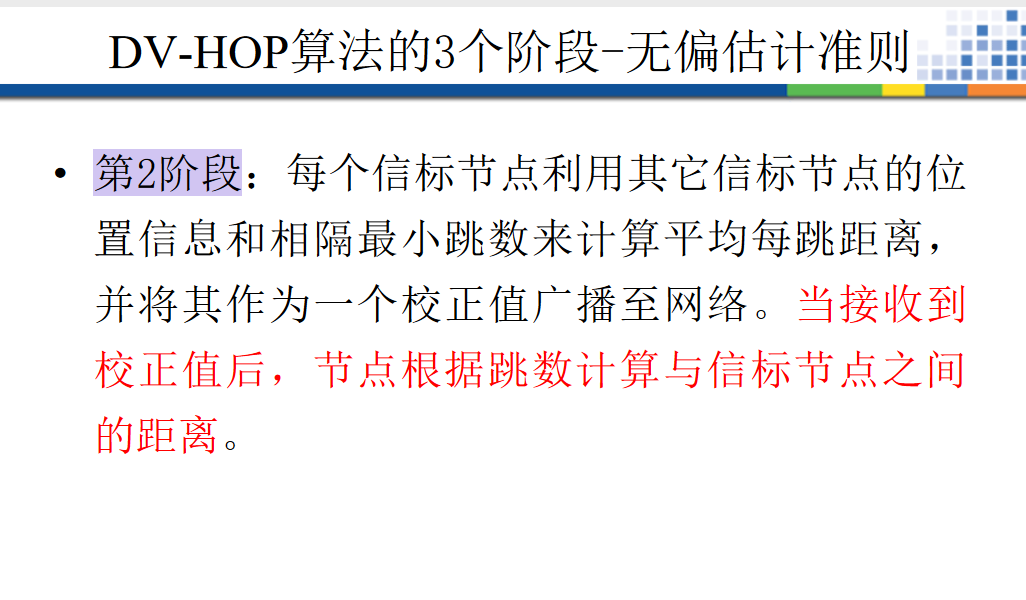 DV-HOP算法的3个阶段-无偏估计准则
• 第2阶段：每个信标节点利用其它信标节点的位
置信息和相隔最小跳数来计算平均每跳距离，
并将其作为一个校正值广播至网络。当接收到
校正值后，节点根据跳数计算与信标节点之间
的距离。